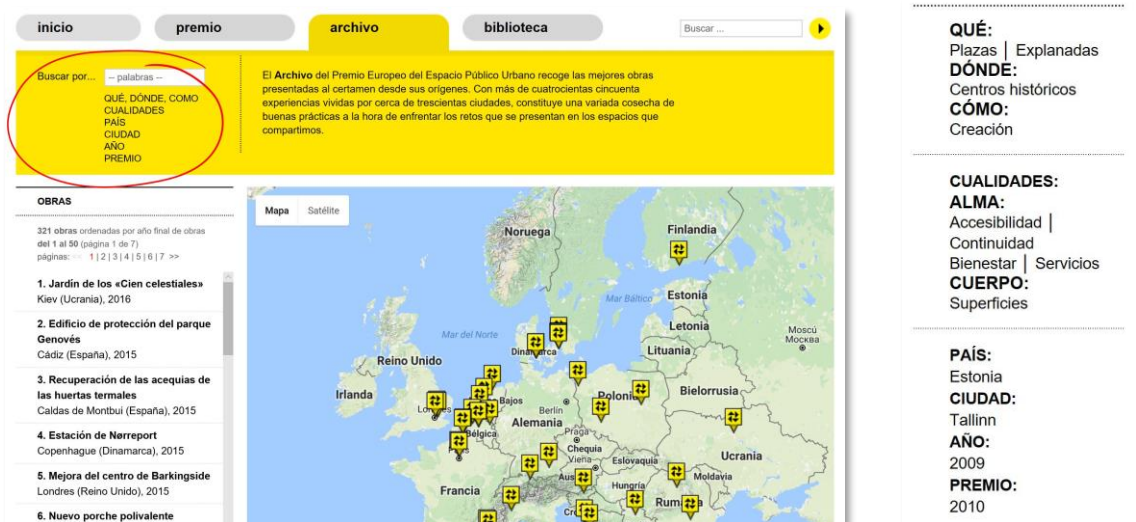 inicio
premio
archivo
biblioteca
Buscar ...
Buscar por...
-- palabras --
QUÉ, DÓNDE, COMO
CUALIDADES
PAÍS
CIUDAD
AÑO
PREMIO
El Archivo del Premio Europeo del Espacio Público Urbano recoge las mejores obras
presentadas al certamen desde sus orígenes. Con más de cuatrocientas cincuenta
experiencias vividas por cerca de trescientas ciudades, constituye una variada cosecha de
buenas prácticas a la hora de enfrentar los retos que se presentan en los espacios que
compartimos.
OBRAS
321 obras ordenadas por año final de obras
del 1 al 50 (página 1 de 7)
páginas: << 1 | 2 | 3 | 4 | 5 | 6 | 7 >>
1. Jardín de los «Cien celestiales»
Kiev (Ucrania), 2016
2. Edificio de protección del parque
Genovés
Cádiz (España), 2015
3. Recuperación de las acequias de
las huertas termales
Caldas de Montbui (España), 2015
4. Estación de Nørreport
Copenhague (Dinamarca), 2015
5. Mejora del centro de Barkingside
Londres (Reino Unido), 2015
6. Nuevo porche polivalente
Mapa
Satélite
Noruega
Finlandia
Mar Báltico
Estonia
Letonia
Moscú
Москва
Mar del Norte
Lituania
Reino Unido
Irlanda
Bielorrusia
Bajos
Berlín
Alemania
Bélgica
Praga
Chequia
Ucrania
Viena
Eslovaquia
Moldavia
Hungría
Francia
QUÉ:
Plazas | Explanadas
DÓNDE:
Centros históricos
CÓMO:
Creación
CUALIDADES:
ALMA:
Accesibilidad |
Continuidad
Bienestar | Servicios
CUERPO:
Superficies
PAÍS:
Estonia
CIUDAD:
Tallinn
AÑO:
2009
PREMIO:
2010